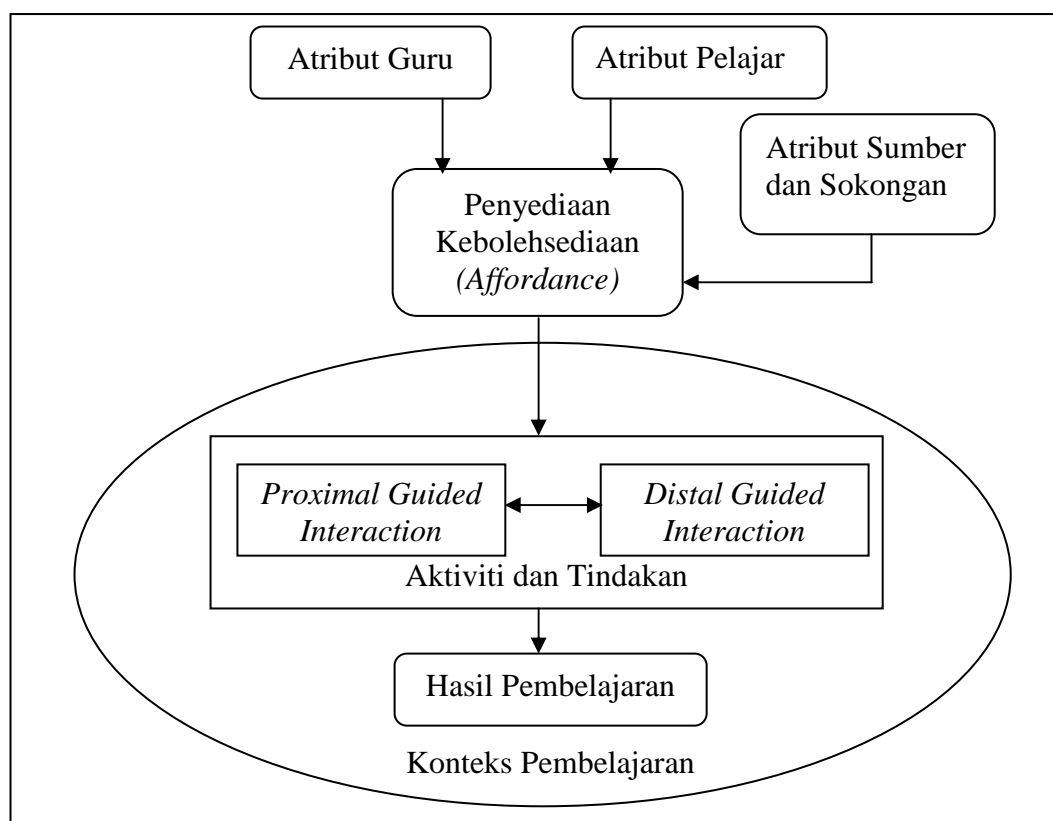 Atribut Guru
Atribut Pelajar
Atribut Sumber
dan Sokongan
Penyediaan
Kebolehsediaan
(Affordance)
Proximal Guided
Interaction
Distal Guided
Interaction
Aktiviti dan Tindakan
Hasil Pembelajaran
Konteks Pembelajaran